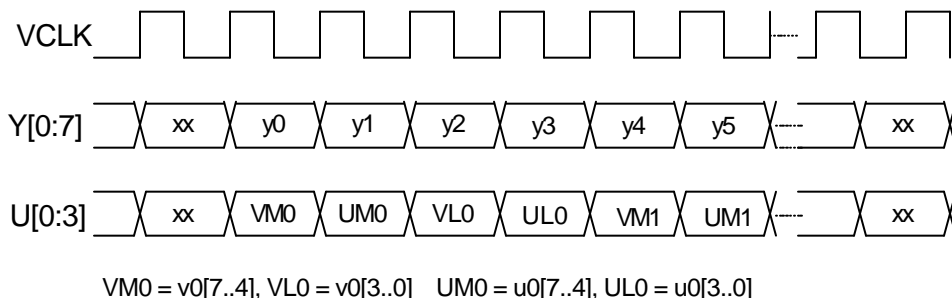 VCLK
Y[0:7] xx y0 y1 y2 y3 y4 y5 xx
U[0:3] xx VM0 UM0 VL0 UL0 VM1 UM1 xx
VM0 = v0[7..4], VL0 = v0[3..0] UM0 = u0[7..4], UL0 = u0[3..0]